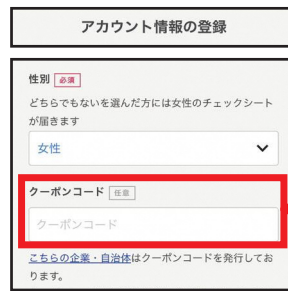 アカウント情報の登録
性別 必須
どちらでもないを選んだ方には女性のチェックシート
が届きます
女性
クーポンコード 任意
クーポンコード
こちらの企業・自治体はクーポンコードを発行してお
ります。